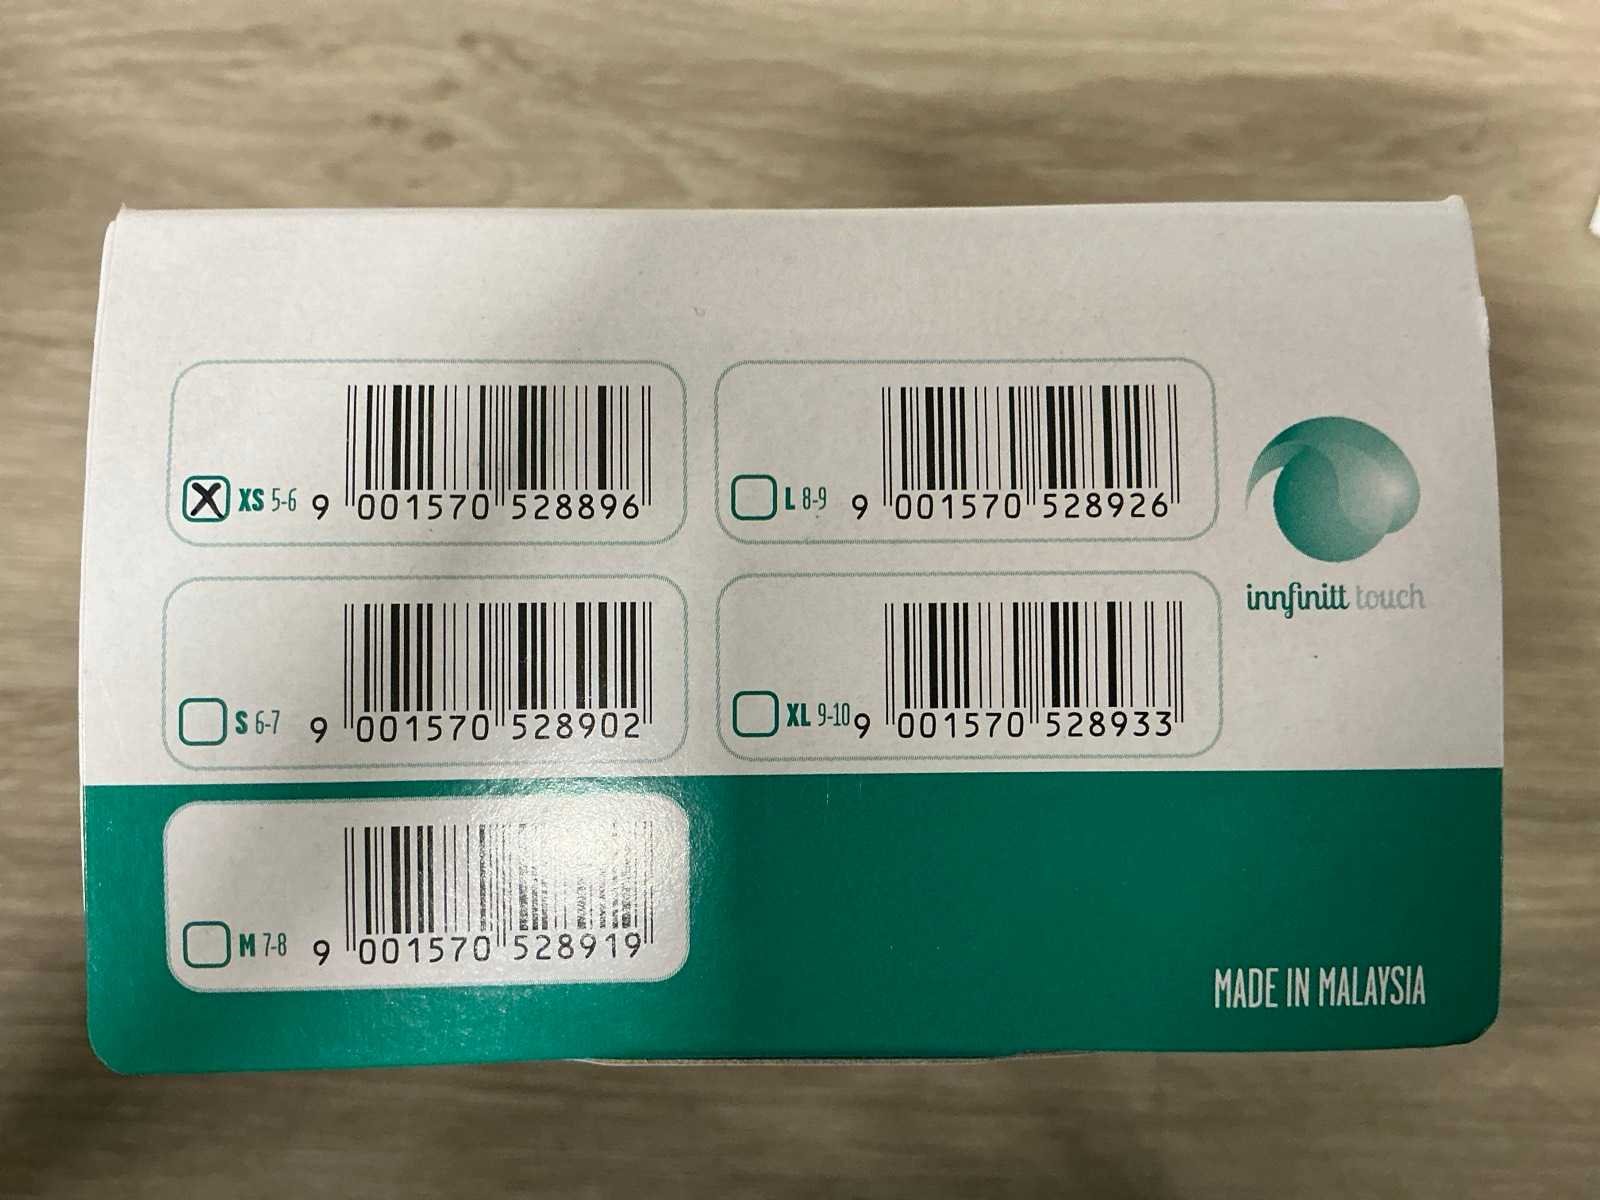 XS 5-6 9 001570 528896
L 8-9 9 001570 528926
innfinitt touch
S 6-7 9 001570 528902
XL 9-10 9 001570 528933
M 7-8 9 001570 528919
MADE IN MALAYSIA